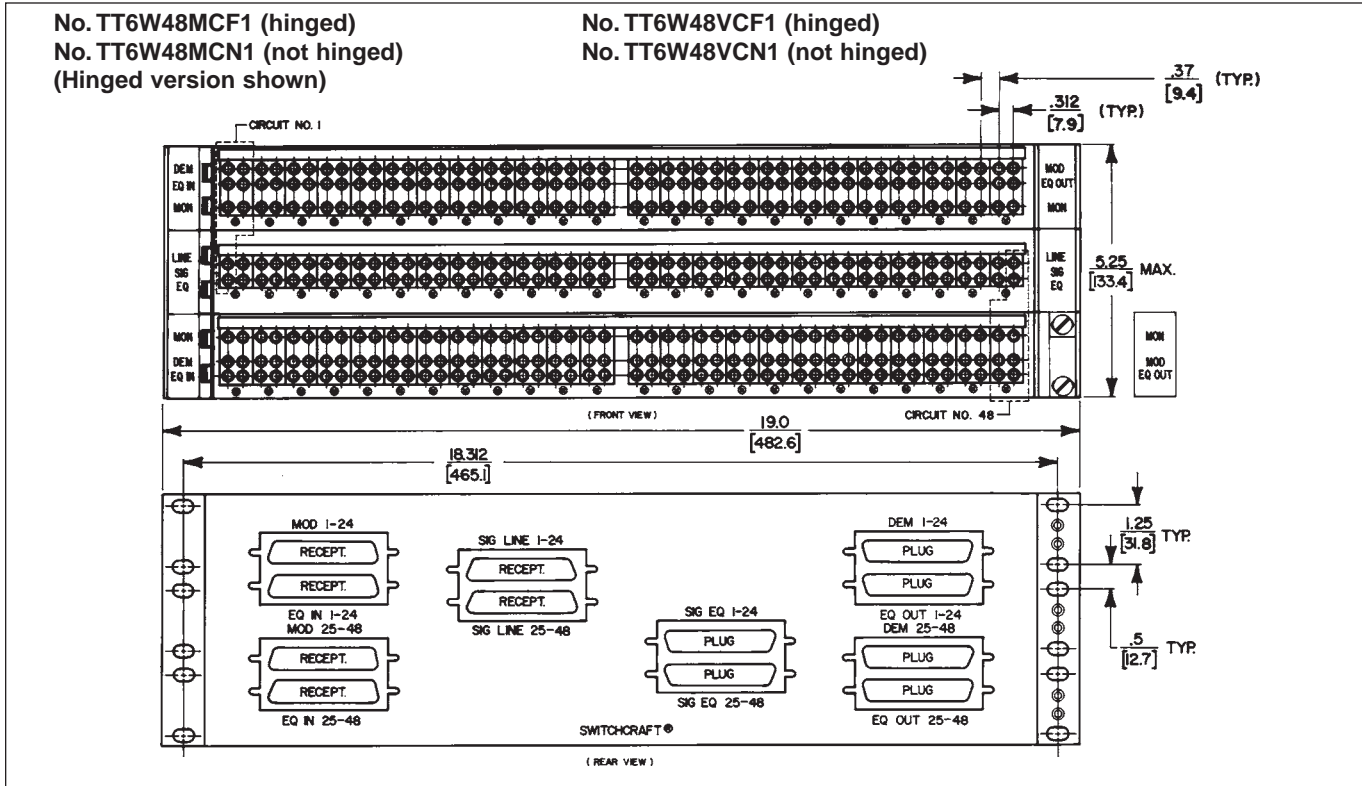 No. TT6W48MCF1 (hinged)
No. TT6W48MCN1 (not hinged)
(Hinged version shown)
No. TT6W48VCF1 (hinged)
No. TT6W48VCN1 (not hinged)
.37 (TYP.)
[9.4]
.312 (TYP.)
[7.9]
CIRCUIT NO. 1
DEM
EQ IN
MON
MOD
EQ OUT
MON
LINE
SIG
EQ
LINE
SIG
EQ
5.25 MAX.
[133.4]
MON
DEM
EQ IN
MON
MOD
EQ OUT
(FRONT VIEW)
CIRCUIT NO. 48
19.0
[482.6]
18.312
[465.1]
MOD 1-24
RECEPT.
RECEPT.
EQ IN 1-24
MOD 25-48
RECEPT.
RECEPT.
EQ IN 25-48
SIG LINE 1-24
RECEPT.
RECEPT.
SIG LINE 25-48
SIG EQ 1-24
PLUG
PLUG
SIG EQ 25-48
DEM 1-24
PLUG
PLUG
EQ OUT 1-24
DEM 25-48
PLUG
PLUG
EQ OUT 25-48
1.25 TYP.
[31.8]
.5 TYP.
[12.7]
SWITCHCRAFT®
(REAR VIEW)